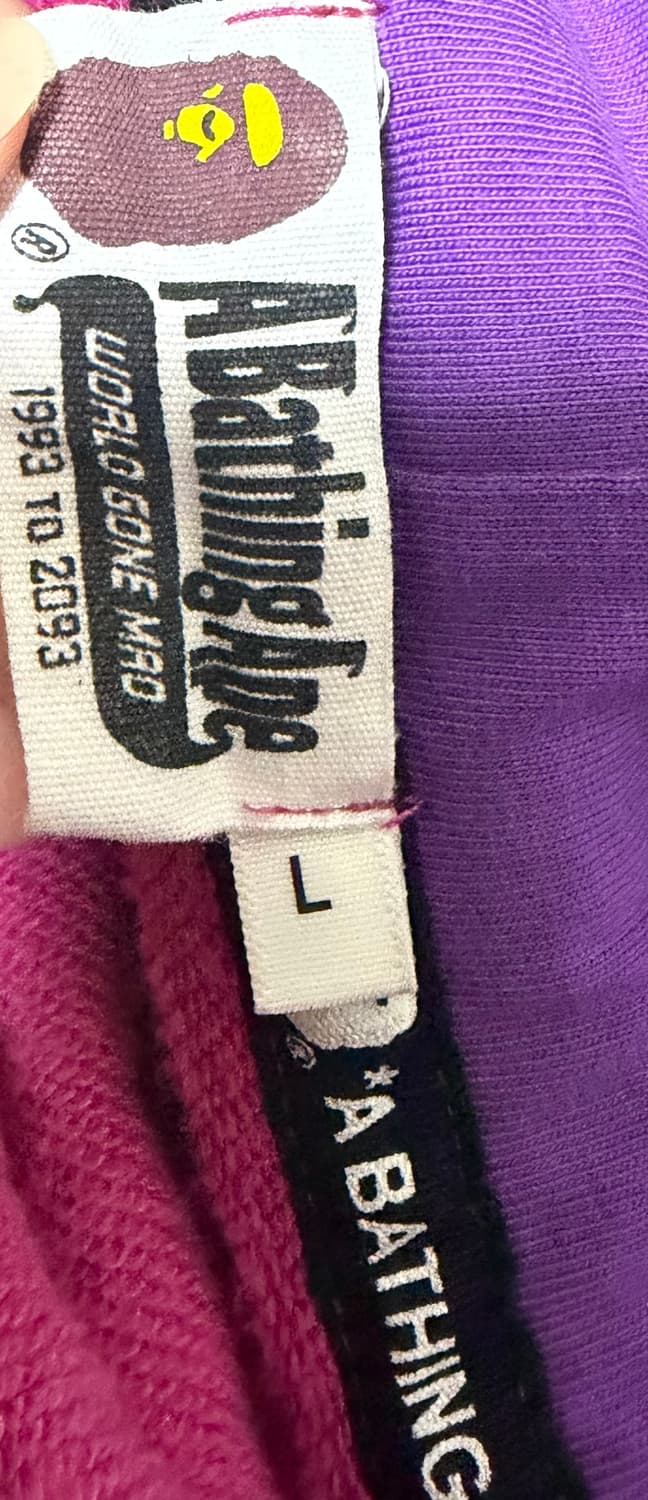 ®
A Bathing Ape
WORLD GONE MAD
1993 TO 2093
L
*A BATHING